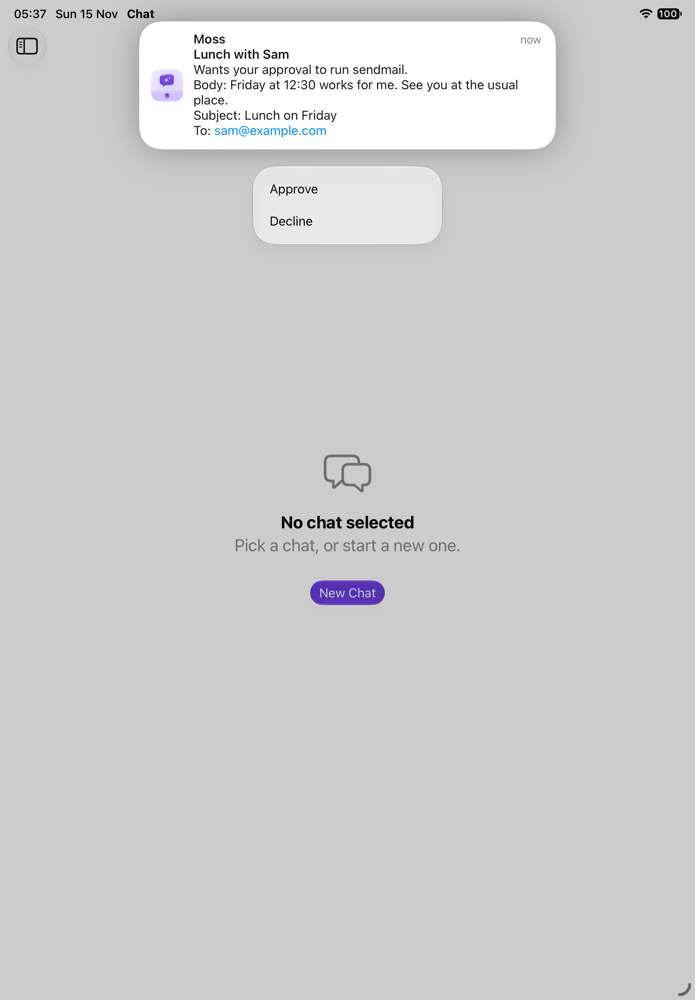 05:37 Sun 15 Nov Chat 100
Moss now
Lunch with Sam
Wants your approval to run sendmail.
Body: Friday at 12:30 works for me. See you at the usual
place.
Subject: Lunch on Friday
To: sam@example.com
Approve
Decline
No chat selected
Pick a chat, or start a new one.
New Chat